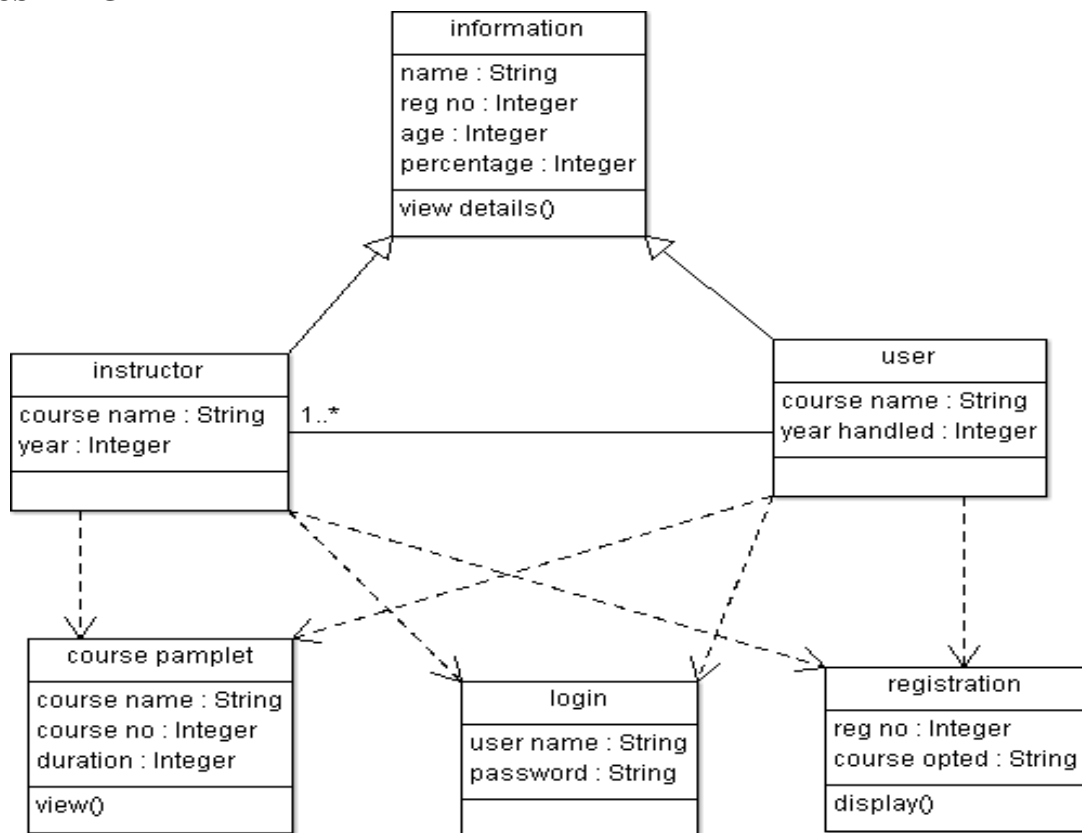 information
name : String
reg no : Integer
age : Integer
percentage : Integer
view details()
instructor
course name : String
year : Integer
1..*
user
course name : String
year handled : Integer
course pamplet
course name : String
course no : Integer
duration : Integer
view()
login
user name : String
password : String
registration
reg no : Integer
course opted : String
display()